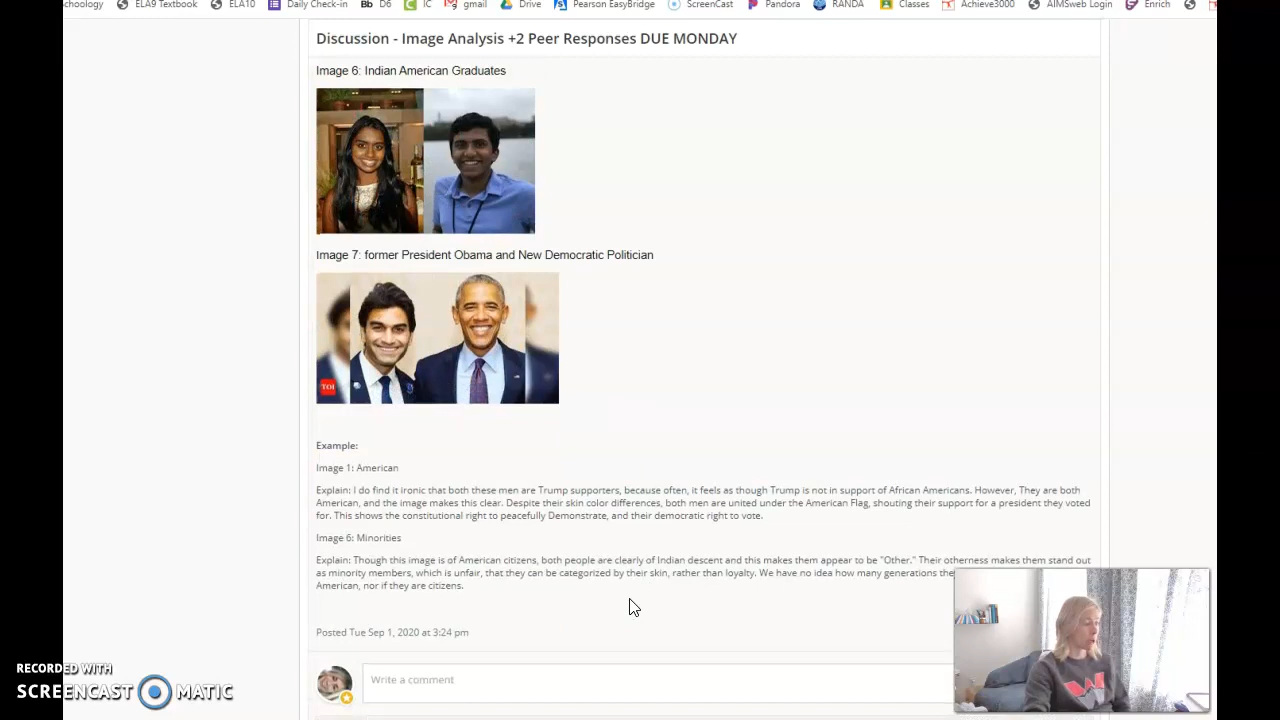 ELA9 Textbook ELA10 Daily Check-in Bb D6 IC gmail Drive Pearson EasyBridge ScreenCast Pandora RANDA Classes Achieve3000 AIMSweb Login Enrich
Discussion - Image Analysis +2 Peer Responses DUE MONDAY
Image 6: Indian American Graduates
Image 7: former President Obama and New Democratic Politician
TOI
Example:
Image 1: American
Explain: I do find it ironic that both these men are Trump supporters, because often, it feels as though Trump is not in support of African Americans. However, They are both
American, and the image makes this clear. Despite their skin color differences, both men are united under the American Flag, shouting their support for a president they voted
for. This shows the constitutional right to peacefully Demonstrate, and their democratic right to vote.
Image 6: Minorities
Explain: Though this image is of American citizens, both people are clearly of Indian descent and this makes them appear to be "Other." Their otherness makes them stand out
as minority members, which is unfair, that they can be categorized by their skin, rather than loyalty. We have no idea how many generations
American, nor if they are citizens.
Posted Tue Sep 1, 2020 at 3:24 pm
Write a comment
RECORDED WITH
SCREENCAST MATIC